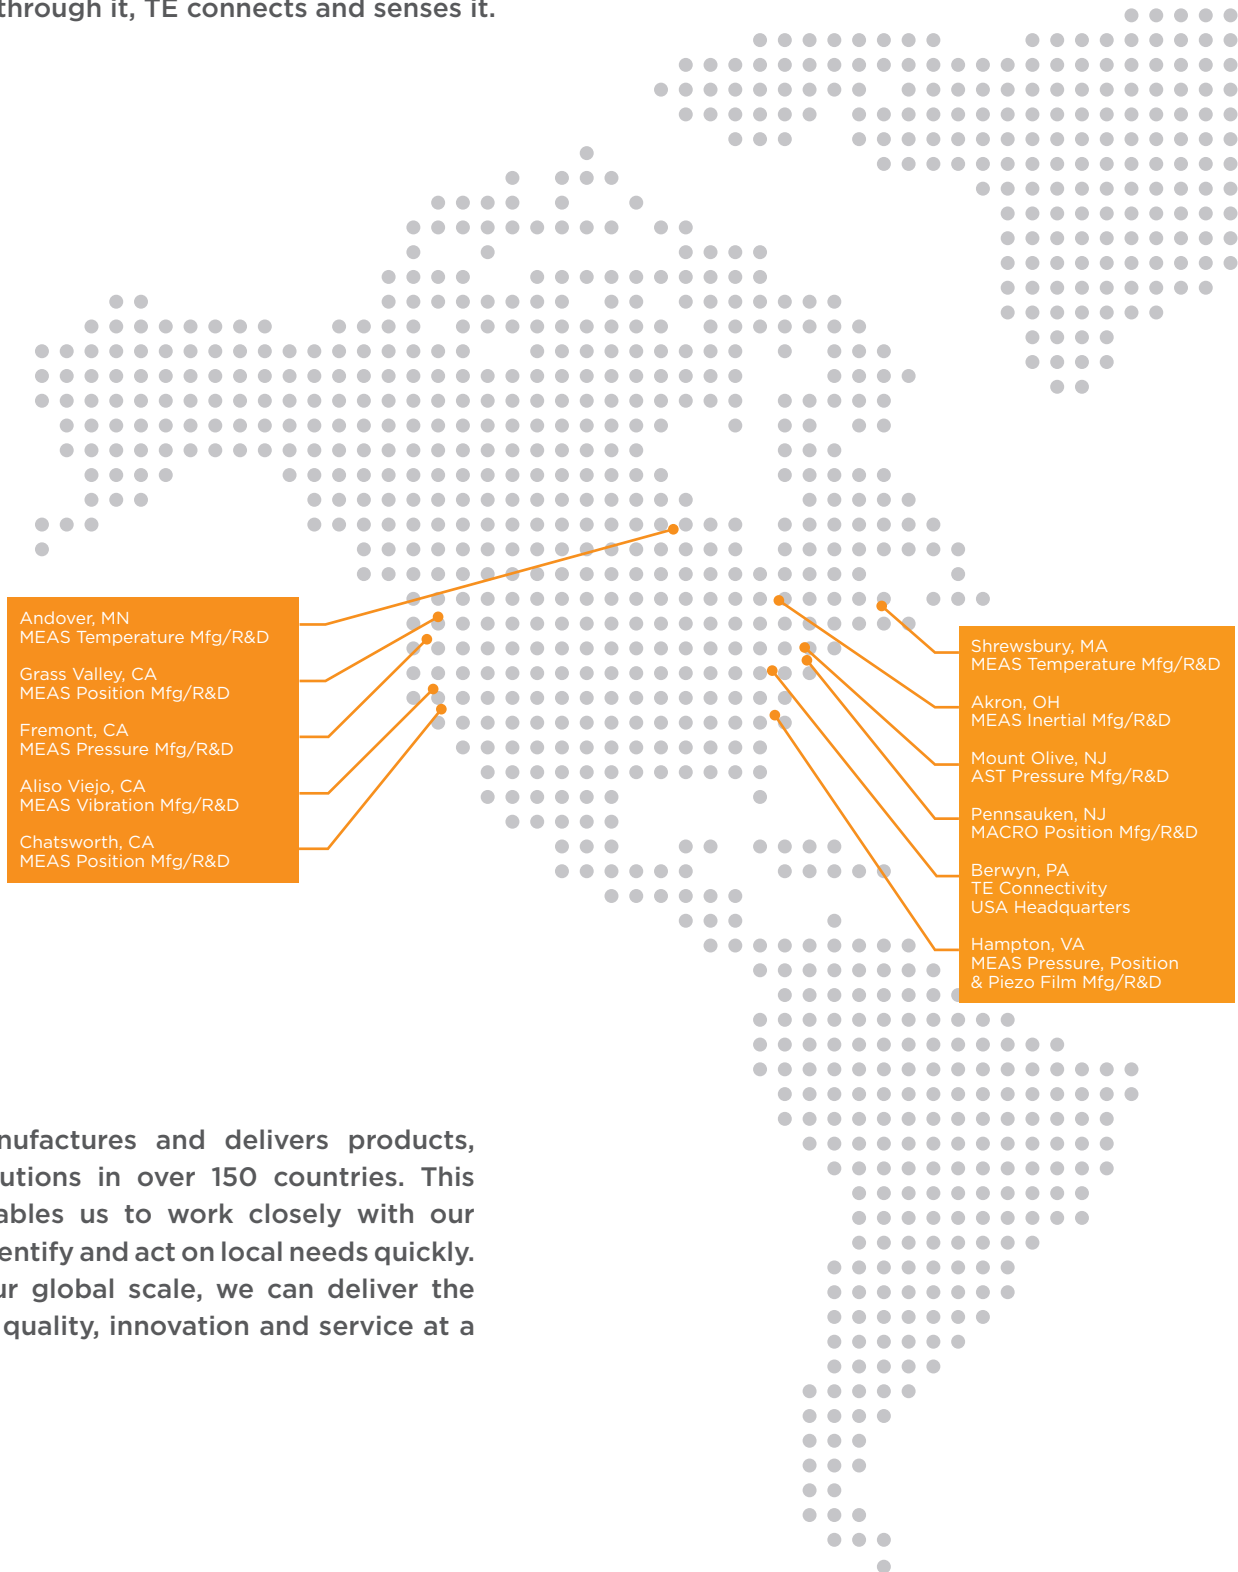 through it, TE connects and senses it.
Andover, MN
MEAS Temperature Mfg/R&D
Grass Valley, CA
MEAS Position Mfg/R&D
Fremont, CA
MEAS Pressure Mfg/R&D
Aliso Viejo, CA
MEAS Vibration Mfg/R&D
Chatsworth, CA
MEAS Position Mfg/R&D
Shrewsbury, MA
MEAS Temperature Mfg/R&D
Akron, OH
MEAS Inertial Mfg/R&D
Mount Olive, NJ
AST Pressure Mfg/R&D
Pennsauken, NJ
MACRO Position Mfg/R&D
Berwyn, PA
TE Connectivity
USA Headquarters
Hampton, VA
MEAS Pressure, Position
& Piezo Film Mfg/R&D
nufactures and delivers products,
utions in over 150 countries. This
ables us to work closely with our
entify and act on local needs quickly.
ur global scale, we can deliver the
quality, innovation and service at a